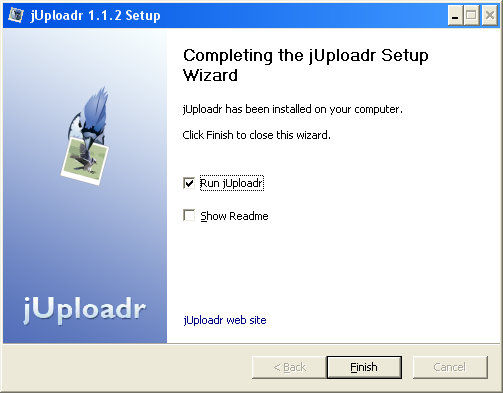 jUploadr 1.1.2 Setup
Completing the jUploadr Setup
Wizard
jUploadr has been installed on your computer.
Click Finish to close this wizard.
Run jUploadr
Show Readme
jUploadr
jUploadr web site
< Back
Finish
Cancel